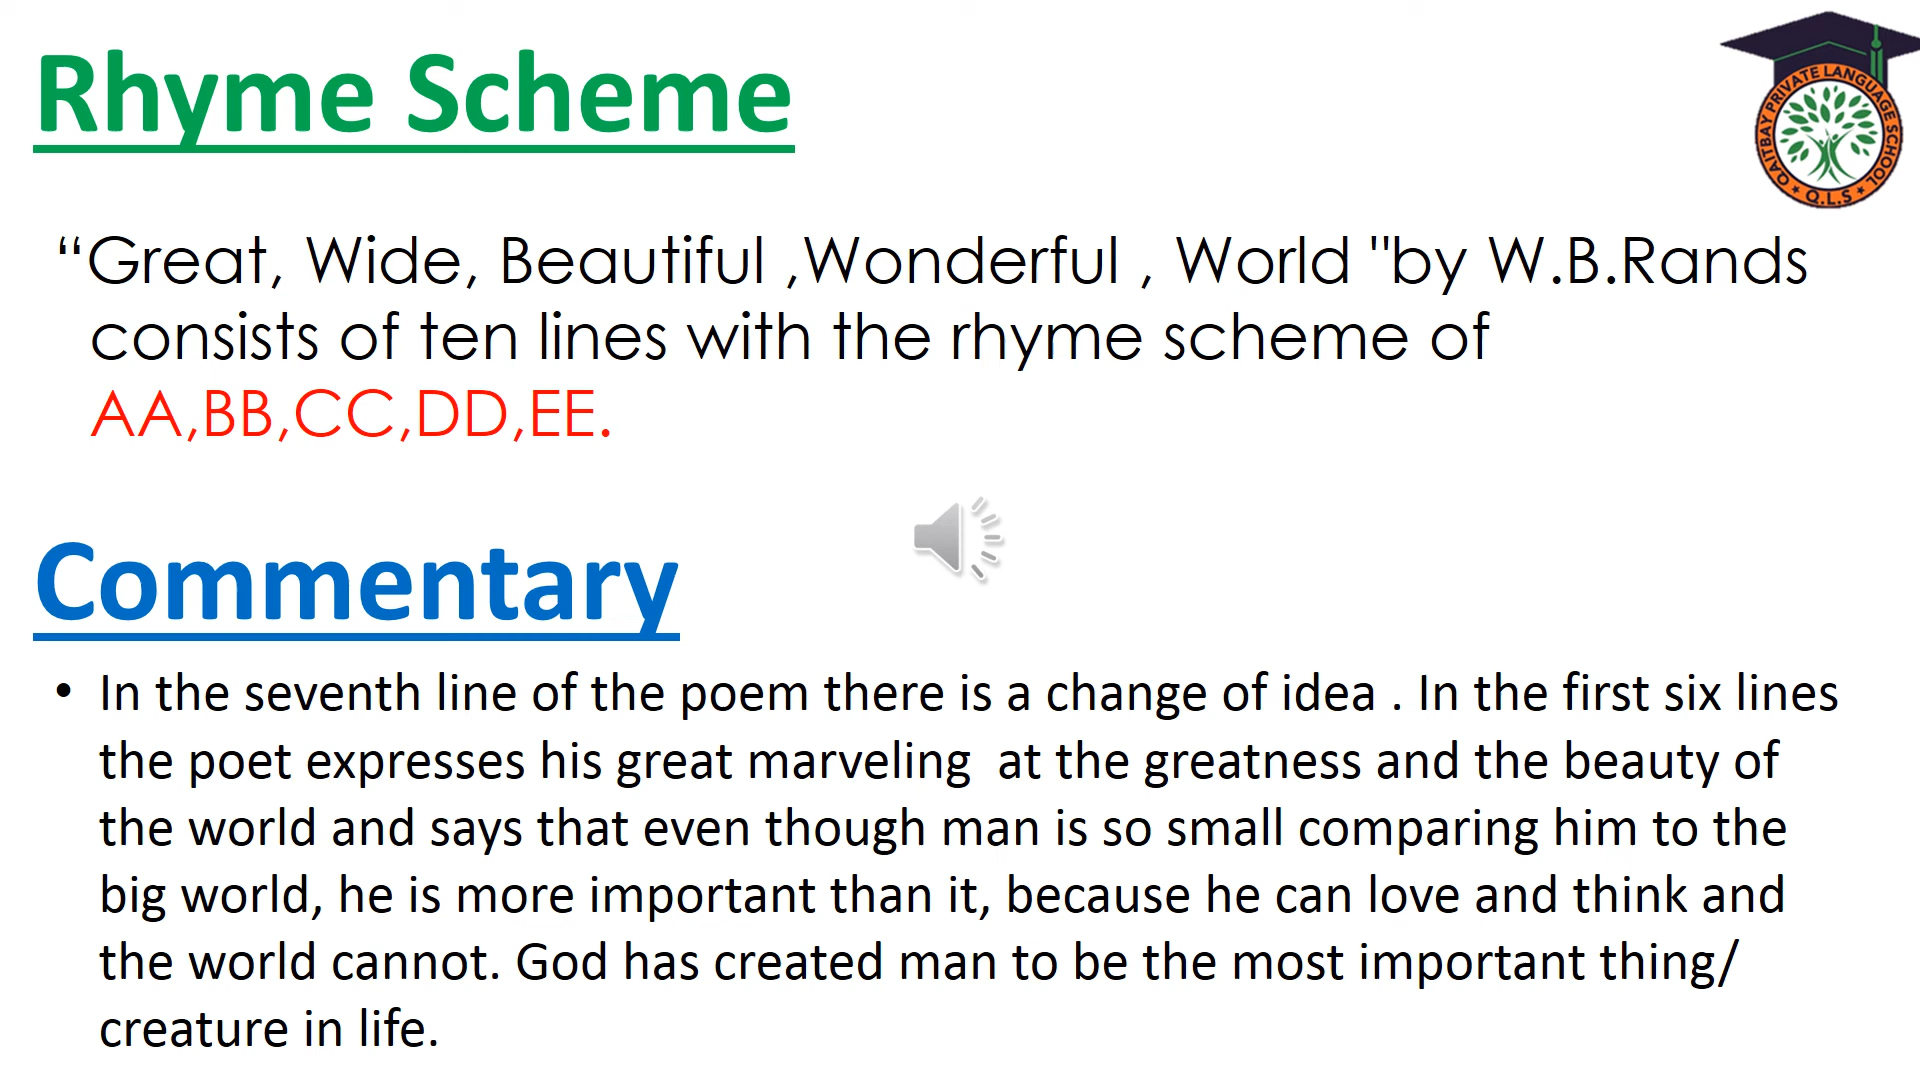 Rhyme Scheme
QAITBAY PRIVATE LANGUAGE SCHOOL
Q.L.S
“Great, Wide, Beautiful ,Wonderful , World "by W.B.Rands
consists of ten lines with the rhyme scheme of
AA,BB,CC,DD,EE.
Commentary
• In the seventh line of the poem there is a change of idea . In the first six lines
the poet expresses his great marveling  at the greatness and the beauty of
the world and says that even though man is so small comparing him to the
big world, he is more important than it, because he can love and think and
the world cannot. God has created man to be the most important thing/
creature in life.